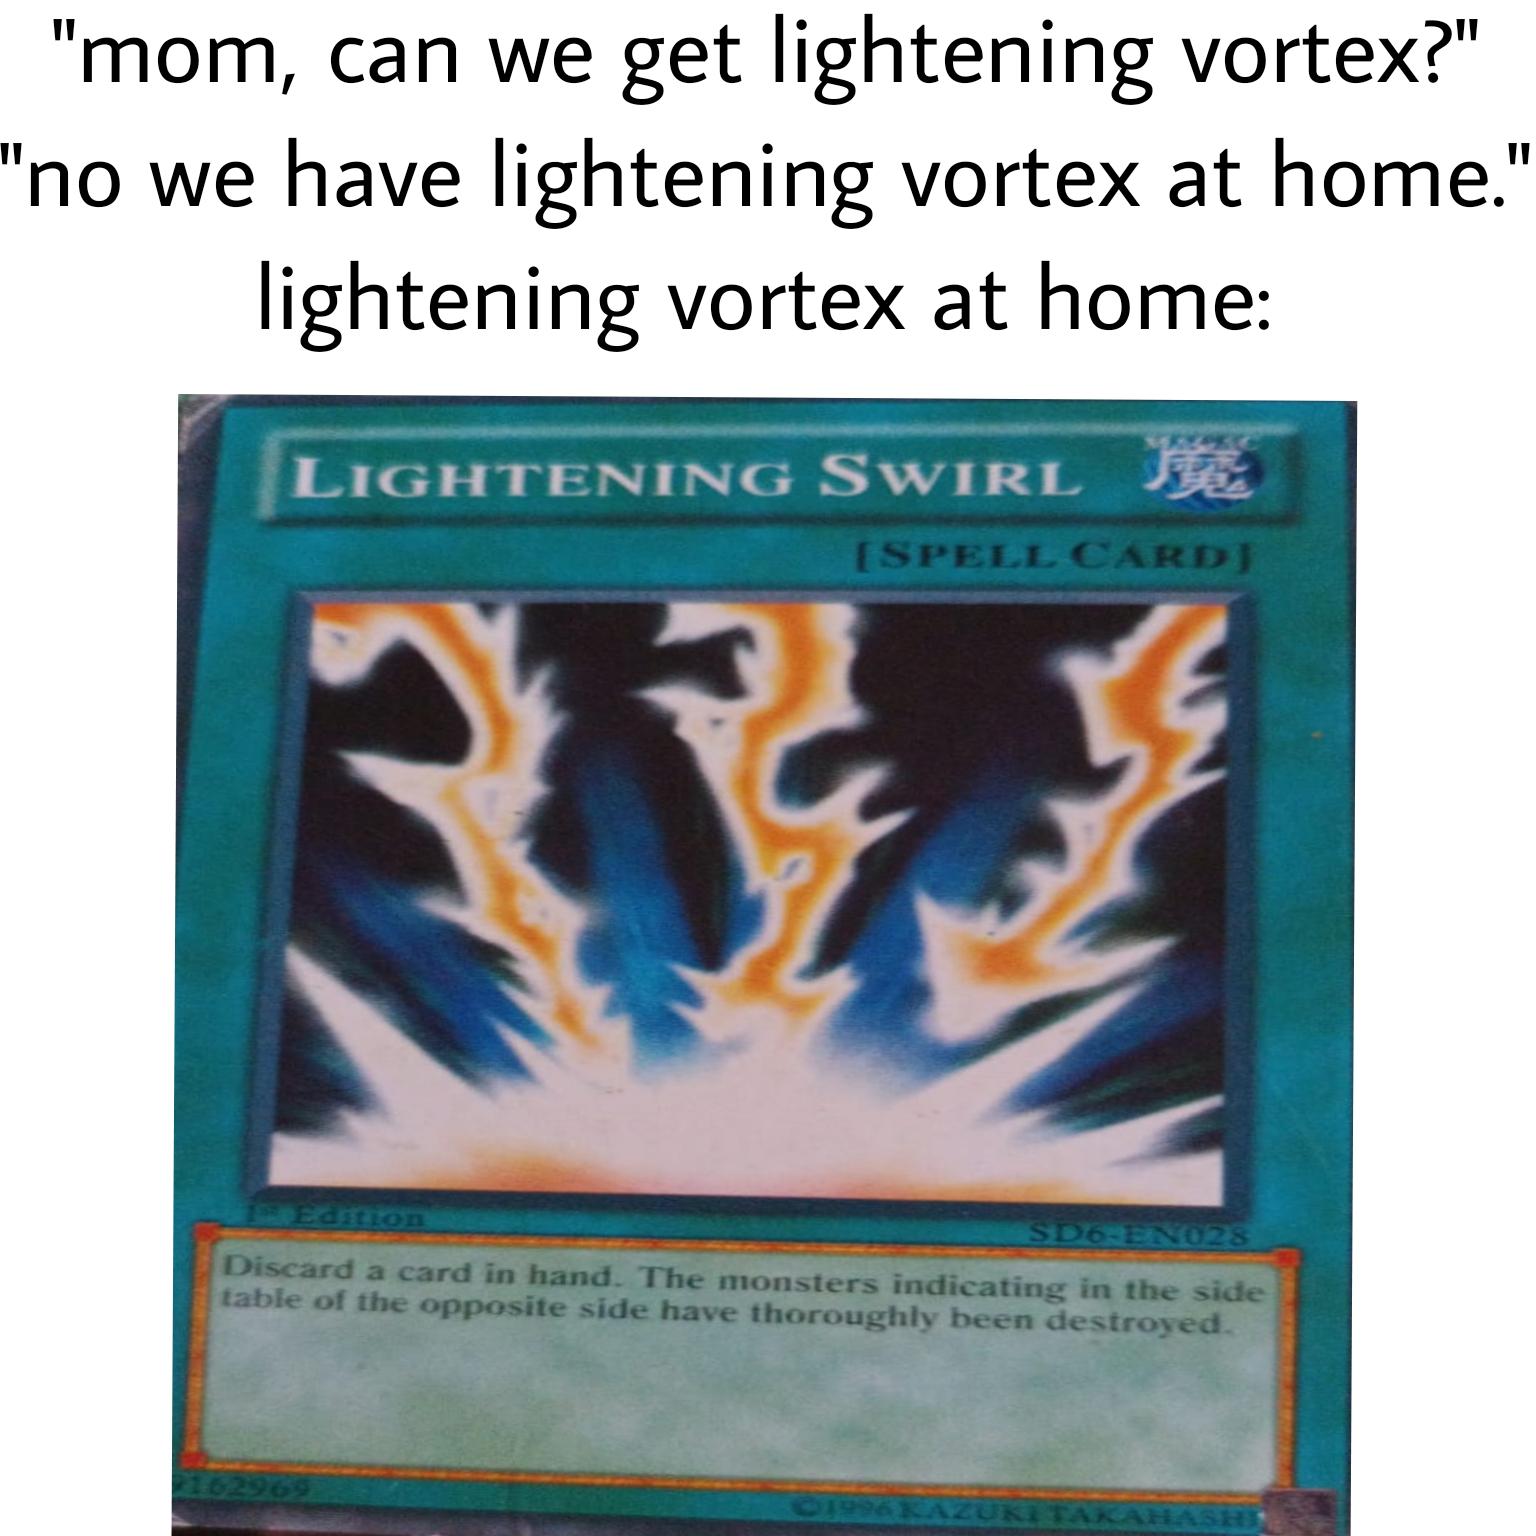 "mom, can we get lightening vortex?"
"no we have lightening vortex at home."
lightening vortex at home:
LIGHTENING SWIRL 魔
[SPELL CARD]
1st Edition
SD6-EN028
Discard a card in hand. The monsters indicating in the side
table of the opposite side have thoroughly been destroyed.
9162969
©1996 KAZUKI TAKAHASHI